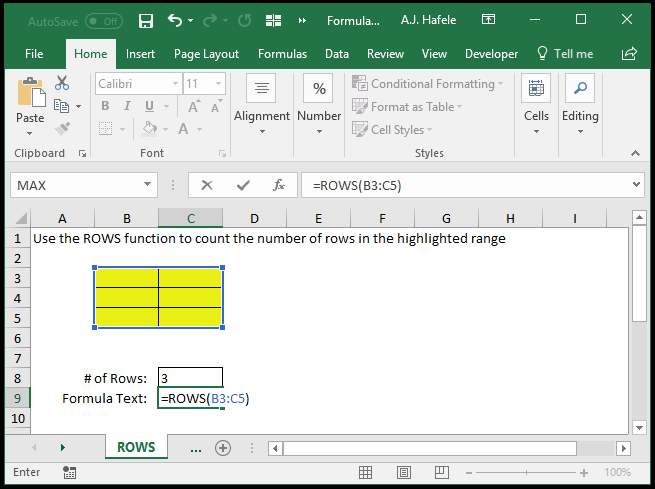 AutoSave Off Formula... A.J. Hafele
File Home Insert Page Layout Formulas Data Review View Developer Tell me
Calibri 11 % Conditional Formatting
Paste B I U A A Alignment Number Format as Table Cells Editing
A Cell Styles
Clipboard Font Styles
MAX fx =ROWS(B3:C5)
A B C D E F G H I
1 Use the ROWS function to count the number of rows in the highlighted range
2
3
4
5
6
7
8 # of Rows: 3
9 Formula Text: =ROWS(B3:C5)
10
ROWS ...
Enter 100%